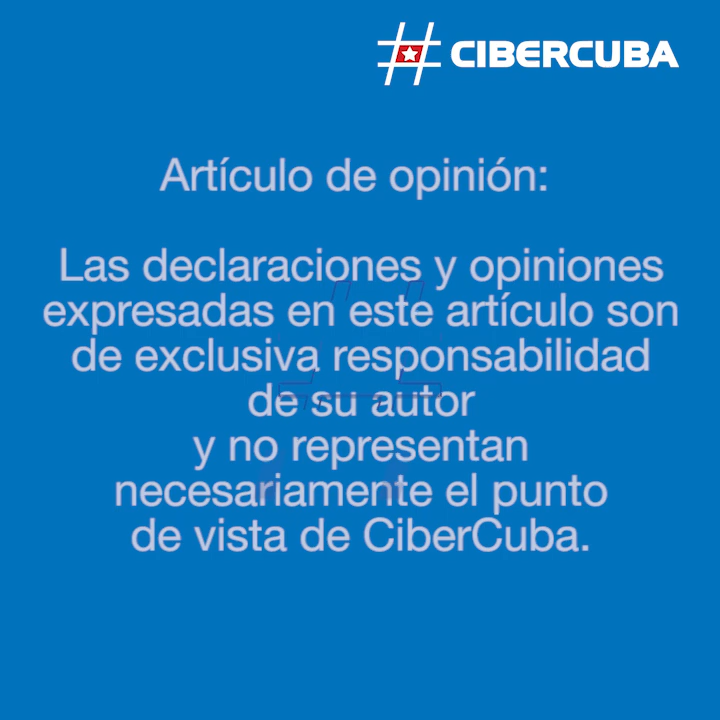 CIBERCUBA
Artículo de opinión:
Las declaraciones y opiniones
expresadas en este artículo son
de exclusiva responsabilidad
de su autor
y no representan
necesariamente el punto
de vista de CiberCuba.